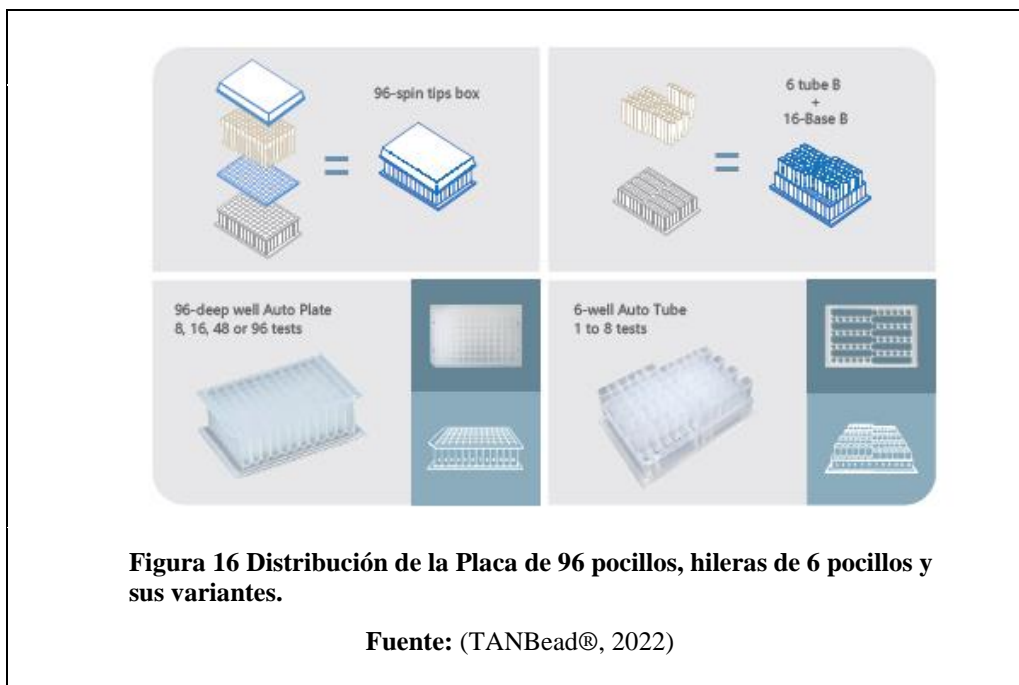 96-spin tips box
6 tube B
+
16-Base B
96-deep well Auto Plate
8, 16, 48 or 96 tests
6-well Auto Tube
1 to 8 tests
Figura 16 Distribución de la Placa de 96 pocillos, hileras de 6 pocillos y
sus variantes.
Fuente: (TANBead®, 2022)